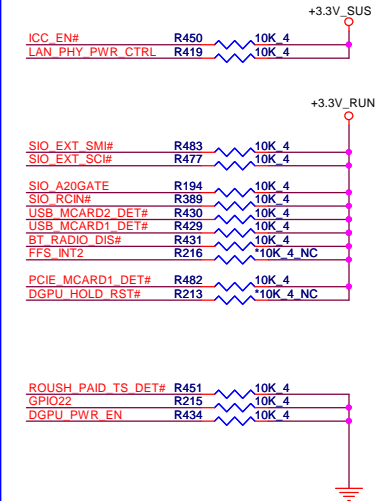 +3.3V_SUS
ICC_EN# R450 10K_4
LAN_PHY_PWR_CTRL R419 10K_4
+3.3V_RUN
SIO_EXT_SMI# R483 10K_4
SIO_EXT_SCI# R477 10K_4
SIO_A20GATE R194 10K_4
SIO_RCIN# R389 10K_4
USB_MCARD2_DET# R430 10K_4
USB_MCARD1_DET# R429 10K_4
BT_RADIO_DIS# R431 10K_4
FFS_INT2 R216 *10K_4_NC
PCIE_MCARD1_DET# R482 10K_4
DGPU_HOLD_RST# R213 *10K_4_NC
ROUSH_PAID_TS_DET# R451 10K_4
GPIO22 R215 10K_4
DGPU_PWR_EN R434 10K_4